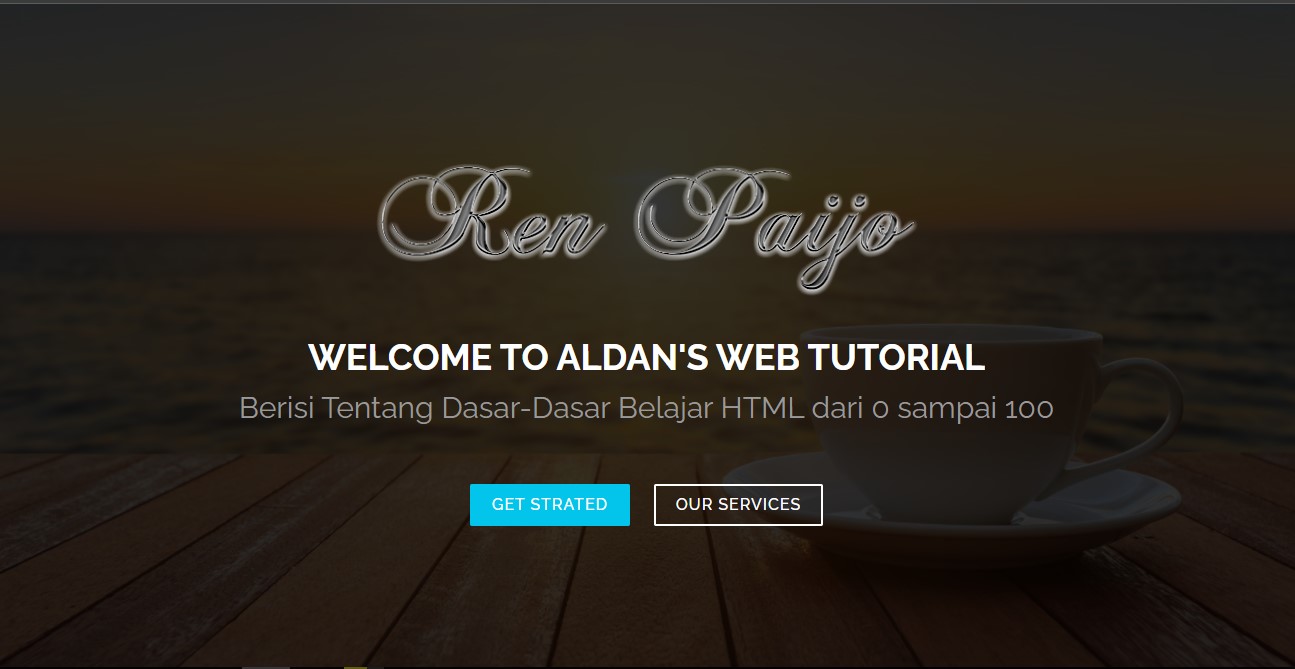 Ren Paijo
WELCOME TO ALDAN'S WEB TUTORIAL
Berisi Tentang Dasar-Dasar Belajar HTML dari 0 sampai 100
GET STRATED
OUR SERVICES